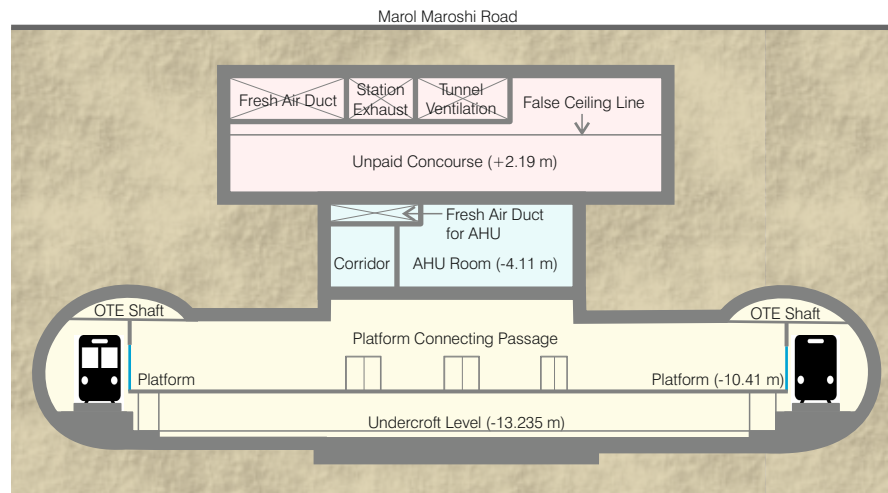 Marol Maroshi Road
Fresh Air Duct
Station
Exhaust
Tunnel
Ventilation
False Ceiling Line
Unpaid Concourse (+2.19 m)
Fresh Air Duct
for AHU
Corridor
AHU Room (-4.11 m)
OTE Shaft
OTE Shaft
Platform Connecting Passage
Platform
Platform (-10.41 m)
Undercroft Level (-13.235 m)